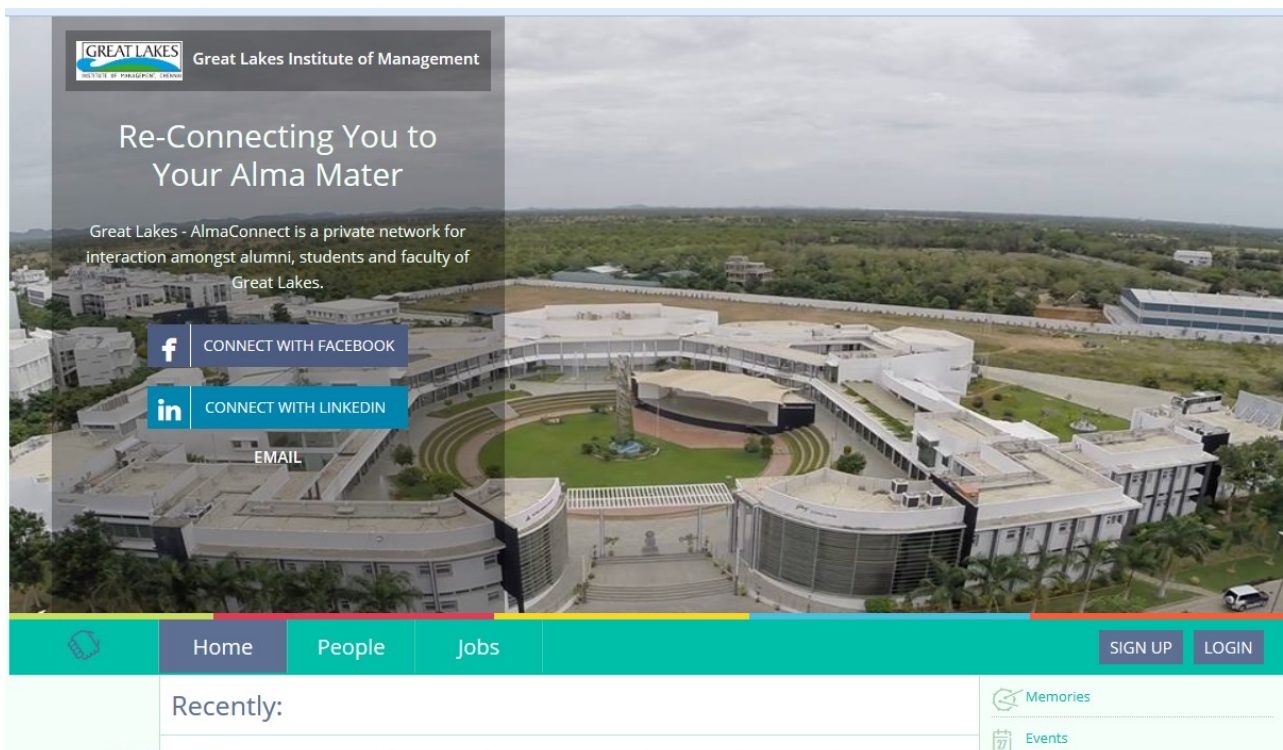 GREAT LAKES
INSTITUTE OF MANAGEMENT, CHENNAI
Great Lakes Institute of Management
Re-Connecting You to
Your Alma Mater
Great Lakes - AlmaConnect is a private network for
interaction amongst alumni, students and faculty of
Great Lakes.
f CONNECT WITH FACEBOOK
in CONNECT WITH LINKEDIN
EMAIL
Home People Jobs SIGN UP LOGIN
Recently:
Memories
27 Events